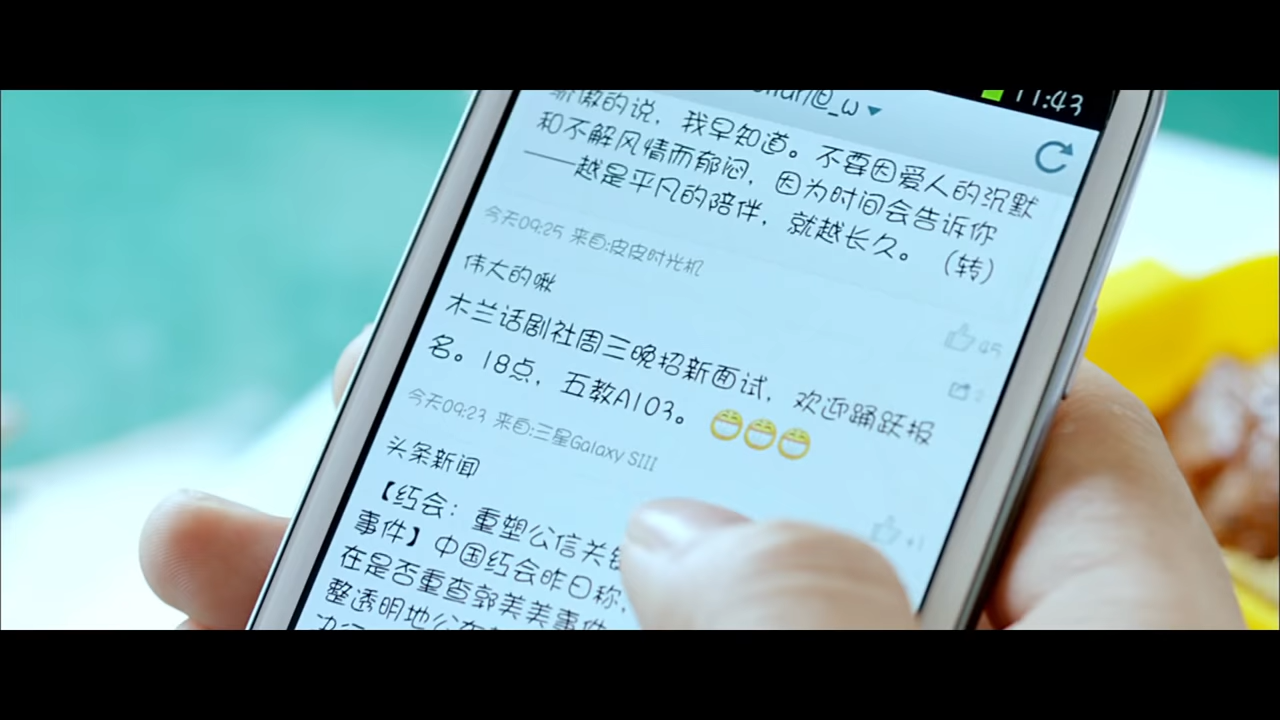 11:43
傲的说，我早知道。不要因爱人的沉默
和不解风情而郁闷，因为时间会告诉你
——越是平凡的陪伴，就越长久。（转）
今天09:25 来自:皮皮时光机
45
伟大的啾
木兰话剧社周三晚招新面试，欢迎踊跃报
名。18点，五教A103。
今天09:23 来自:三星Galaxy SIII
+1
头条新闻
【红会：重塑公信关
事件】中国红会昨日称，
在是否重查郭美美事件
整透明地公布